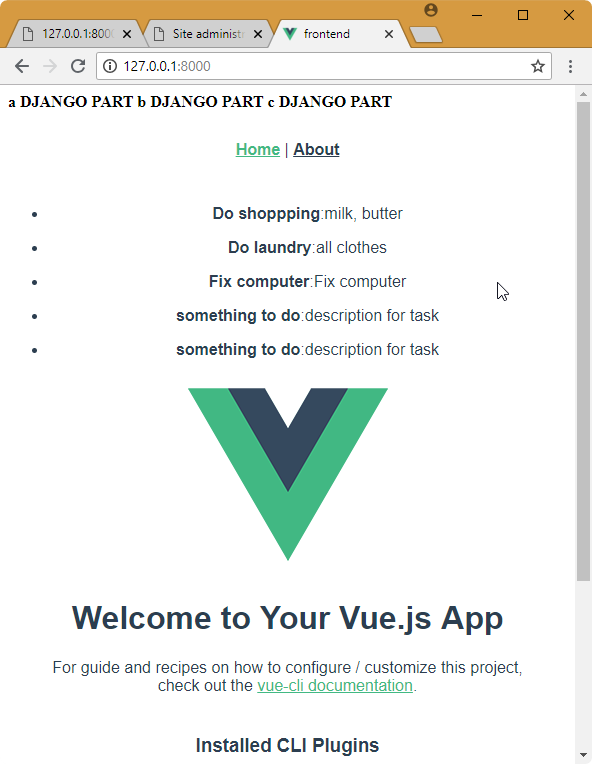 127.0.0.1:800
Site administ
frontend
127.0.0.1:8000
a DJANGO PART b DJANGO PART c DJANGO PART
Home | About
• Do shoppping:milk, butter
• Do laundry:all clothes
• Fix computer:Fix computer
• something to do:description for task
• something to do:description for task
Welcome to Your Vue.js App
For guide and recipes on how to configure / customize this project,
check out the vue-cli documentation.
Installed CLI Plugins